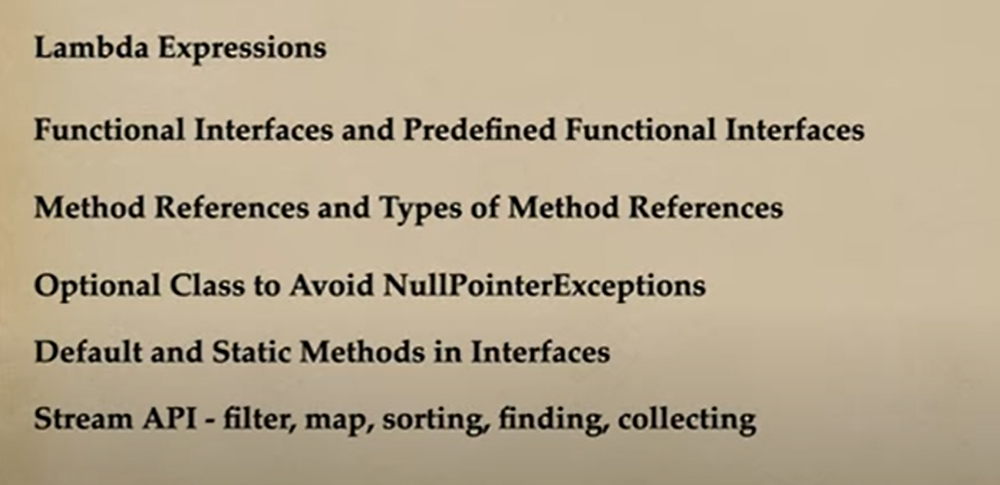 Lambda Expressions
Functional Interfaces and Predefined Functional Interfaces
Method References and Types of Method References
Optional Class to Avoid NullPointerExceptions
Default and Static Methods in Interfaces
Stream API - filter, map, sorting, finding, collecting